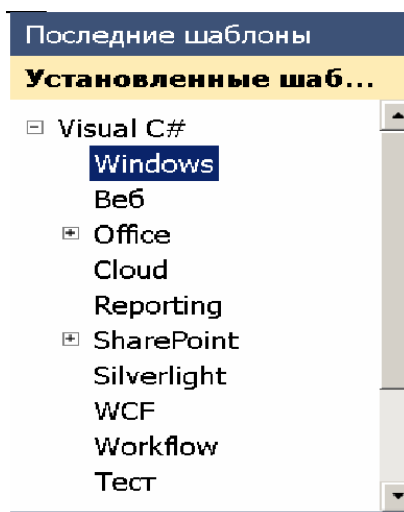 Последние шаблоны
Установленные шаб...
Visual C#
Windows
Веб
Office
Cloud
Reporting
SharePoint
Silverlight
WCF
Workflow
Тест